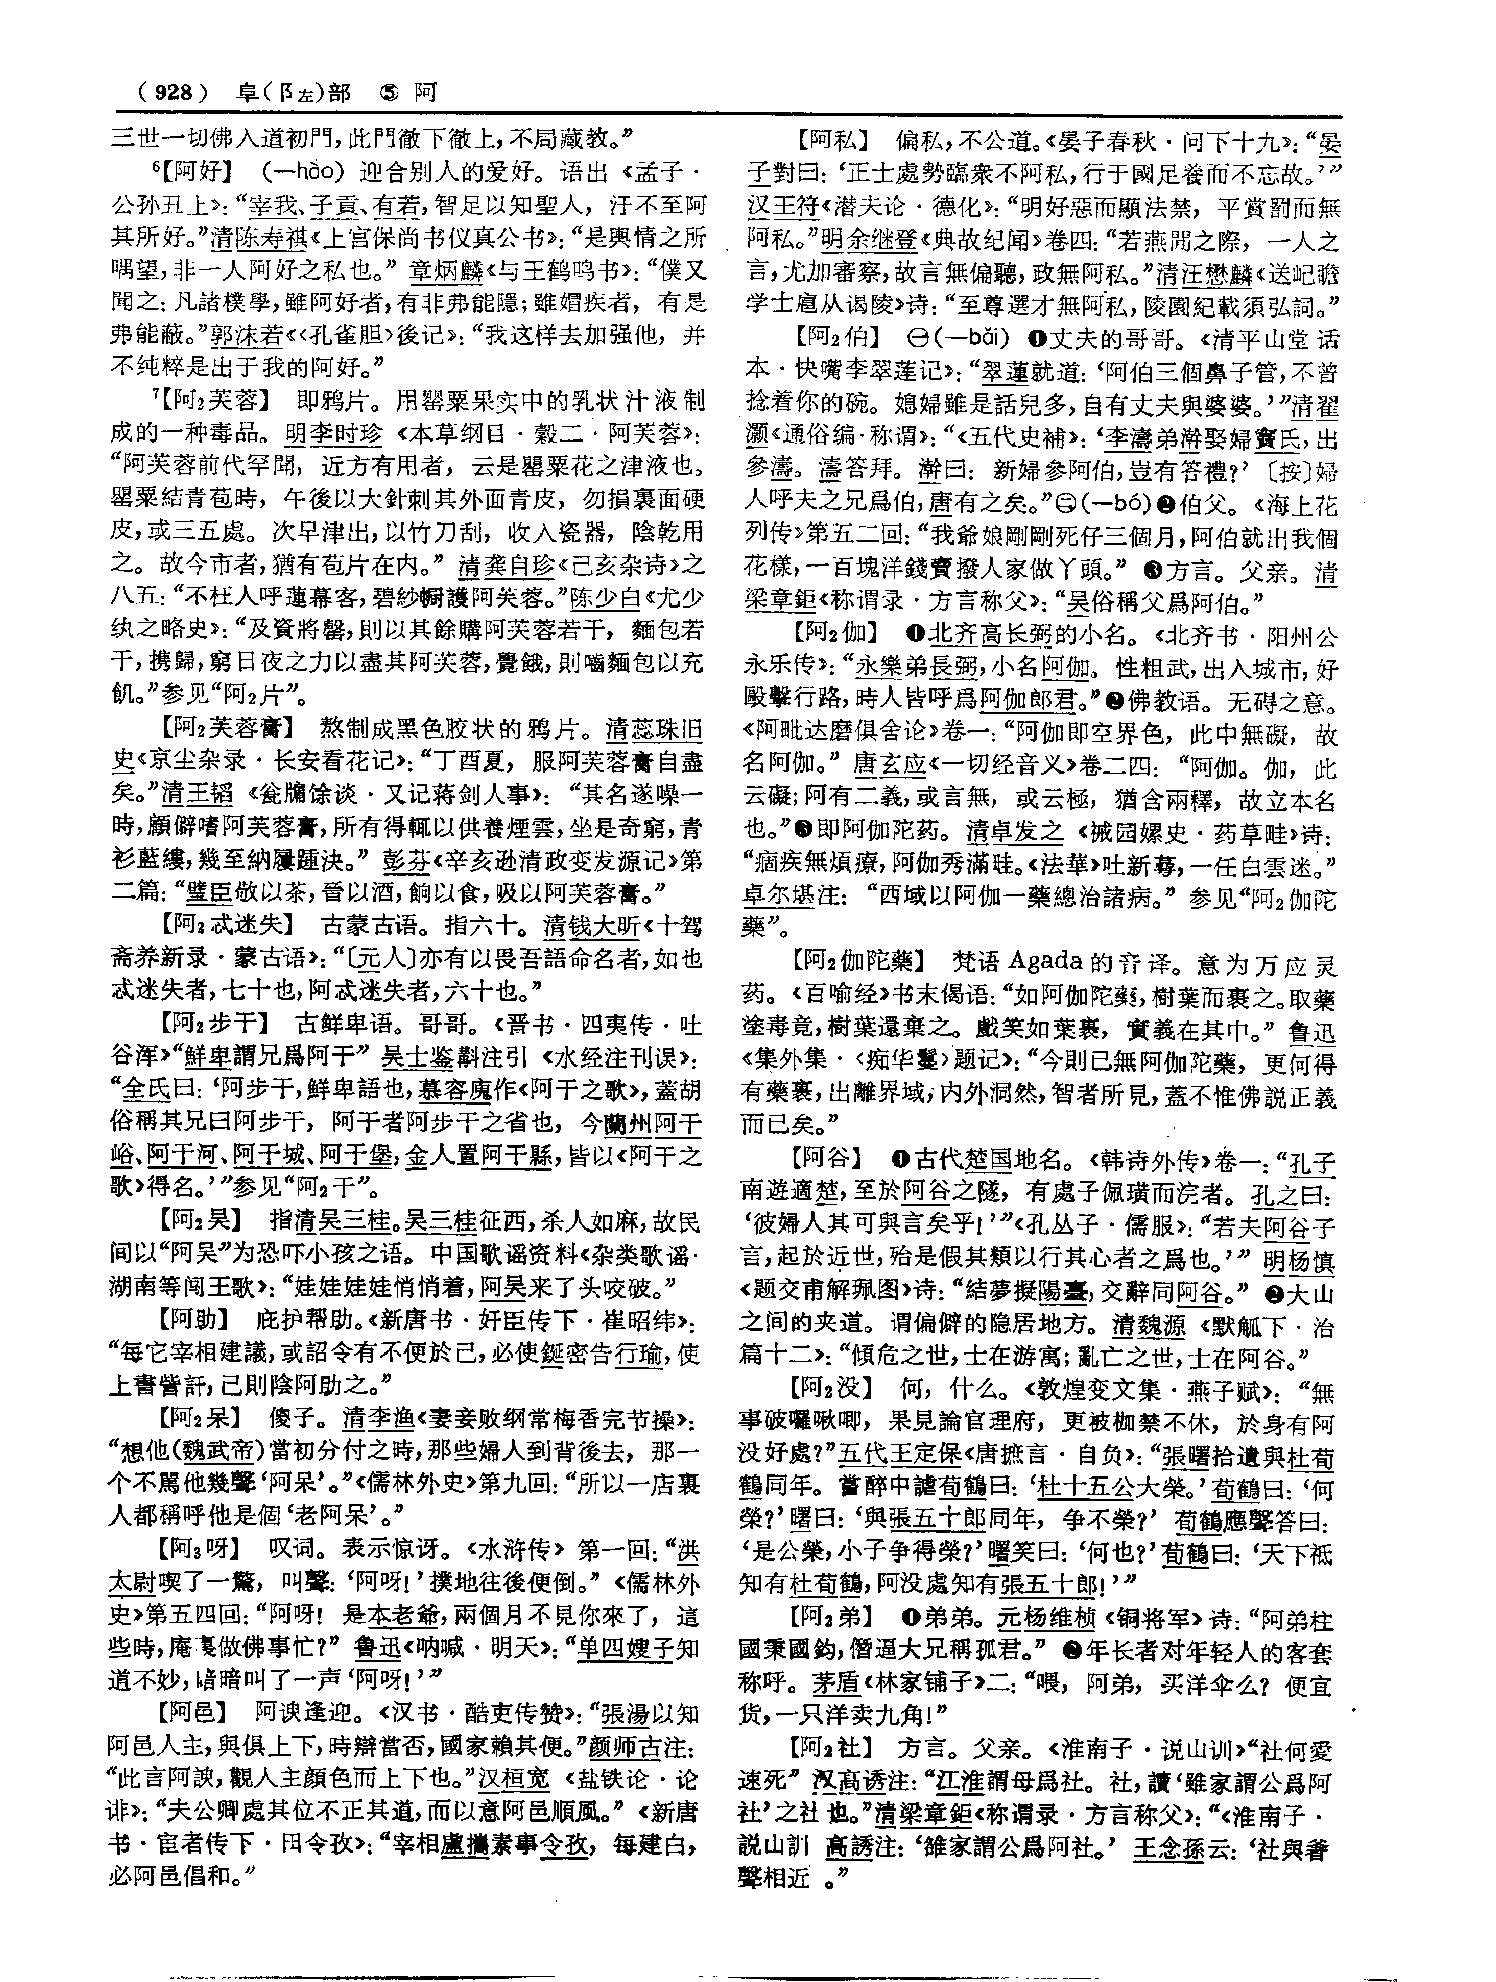 (928) 阜(阝左)部 ⑤ 阿
三世一切佛入道初門，此門徹下徹上，不局藏教。”
⁶【阿好】 (—hào) 迎合别人的爱好。语出《孟子·
公孙丑上》：“宰我、子貢、有若，智足以知聖人，汙不至阿
其所好。”清陈寿祺《上宫保尚书仪真公书》：“是輿情之所
喁望，非一人阿好之私也。”章炳麟《与王鹤鸣书》：“僕又
聞之：凡諸樸學，雖阿好者，有非弗能隱；雖媢疾者，有是
弗能蔽。”郭沫若《〈孔雀胆〉後记》：“我这样去加强他，并
不纯粹是出于我的阿好。”
⁷【阿₂芙蓉】 即鸦片。用罂粟果实中的乳状汁液制
成的一种毒品。明李时珍《本草纲目·榖二·阿芙蓉》：
“阿芙蓉前代罕聞，近方有用者，云是罌粟花之津液也。
罌粟結青苞時，午後以大針刺其外面青皮，勿損裏面硬
皮，或三五處。次早津出，以竹刀刮，收入瓷器，陰乾用
之。故今市者，猶有苞片在内。”清龚自珍《己亥杂诗》之
八五：“不枉人呼蓮幕客，碧紗幮護阿芙蓉。”陈少白《尤少
纨之略史》：“及資將罄，則以其餘購阿芙蓉若干，麵包若
干，携歸，窮日夜之力以盡其阿芙蓉，覺餓，則嚙麵包以充
飢。”参见“阿₂片”。
【阿₂芙蓉膏】 熬制成黑色胶状的鸦片。清蕊珠旧
史《京尘杂录·长安看花记》：“丁酉夏，服阿芙蓉膏自盡
矣。”清王韬《瓮牖馀谈·又记蒋剑人事》：“其名遂噪一
時，顧僻嗜阿芙蓉膏，所有得輒以供養煙雲，坐是奇窮，青
衫藍縷，幾至納屨踵決。”彭芬《辛亥逊清政变发源记》第
二篇：“璧臣敬以茶，晉以酒，餉以食，吸以阿芙蓉膏。”
【阿₂忒迷失】 古蒙古语。指六十。清钱大昕《十驾
斋养新录·蒙古语》：“〔元人〕亦有以畏吾語命名者，如也
忒迷失者，七十也，阿忒迷失者，六十也。”
【阿₂步干】 古鲜卑语。哥哥。《晋书·四夷传·吐
谷浑》“鮮卑謂兄爲阿干”吴士鉴斠注引《水经注刊误》：
“全氏曰：‘阿步干，鮮卑語也，慕容廆作《阿干之歌》，蓋胡
俗稱其兄曰阿步干，阿干者阿步干之省也，今蘭州阿干
峪、阿干河、阿干城、阿干堡，金人置阿干縣，皆以《阿干之
歌》得名。’”参见“阿₂干”。
【阿₂吴】 指清吴三桂。吴三桂征西，杀人如麻，故民
间以“阿吴”为恐吓小孩之语。中国歌谣资料《杂类歌谣·
湖南等闯王歌》：“娃娃娃娃悄悄着，阿吴来了头咬破。”
【阿助】 庇护帮助。《新唐书·奸臣传下·崔昭纬》：
“每它宰相建議，或詔令有不便於己，必使鋋密告行瑜，使
上書訾訐，己則陰阿助之。”
【阿₂呆】 傻子。清李渔《妻妾败纲常梅香完节操》：
“想他(魏武帝)當初分付之時，那些婦人到背後去，那一
个不罵他幾聲‘阿呆’。”《儒林外史》第九回：“所以一店裏
人都稱呼他是個‘老阿呆’。”
【阿₃呀】 叹词。表示惊讶。《水浒传》第一回：“洪
太尉喫了一驚，叫聲：‘阿呀！’撲地往後便倒。”《儒林外
史》第五四回：“阿呀！是本老爺，兩個月不見你來了，這
些時，庵裏做佛事忙？”鲁迅《呐喊·明天》：“单四嫂子知
道不妙，暗暗叫了一声‘阿呀！’”
【阿邑】 阿谀逢迎。《汉书·酷吏传赞》：“張湯以知
阿邑人主，與俱上下，時辯當否，國家賴其便。”颜师古注：
“此言阿諛，觀人主顔色而上下也。”汉桓宽《盐铁论·论
诽》：“夫公卿處其位不正其道，而以意阿邑順風。”《新唐
书·宦者传下·田令孜》：“宰相盧攜素事令孜，每建白，
必阿邑倡和。”
【阿私】 偏私，不公道。《晏子春秋·问下十九》：“晏
子對曰：‘正士處勢臨衆不阿私，行于國足養而不忘故。’”
汉王符《潜夫论·德化》：“明好惡而顯法禁，平賞罰而無
阿私。”明余继登《典故纪闻》卷四：“若燕閒之際，一人之
言，尤加審察，故言無偏聽，政無阿私。”清汪懋麟《送屺瞻
学士扈从谒陵》诗：“至尊選才無阿私，陵園紀載須弘詞。”
【阿₂伯】 ㊀(—bǎi) ❶丈夫的哥哥。《清平山堂话
本·快嘴李翠莲记》：“翠蓮就道：‘阿伯三個鼻子管，不曾
捻着你的碗。媳婦雖是話兒多，自有丈夫與婆婆。’”清翟
灏《通俗编·称谓》：“《五代史補》：‘李濤弟澣娶婦竇氏，出
參濤。濤答拜。澣曰：新婦參阿伯，豈有答禮？’〔按〕婦
人呼夫之兄爲伯，唐有之矣。”㊁(—bó)❷伯父。《海上花
列传》第五二回：“我爺娘剛剛死仔三個月，阿伯就出我個
花樣，一百塊洋錢賣撥人家做丫頭。”❸方言。父亲。清
梁章鉅《称谓录·方言称父》：“吴俗稱父爲阿伯。”
【阿₂伽】 ❶北齐高长弼的小名。《北齐书·阳州公
永乐传》：“永樂弟長弼，小名阿伽。性粗武，出入城市，好
毆擊行路，時人皆呼爲阿伽郎君。”❷佛教语。无碍之意。
《阿毗达磨俱舍论》卷一：“阿伽即空界色，此中無礙，故
名阿伽。”唐玄应《一切经音义》卷二四：“阿伽。伽，此
云礙；阿有二義，或言無，或云極，猶含兩釋，故立本名
也。”❸即阿伽陀药。清卓发之《祴园嫘史·药草畦》诗：
“痼疾無煩療，阿伽秀滿畦。《法華》吐新蕚，一任白雲迷。”
卓尔堪注：“西域以阿伽一藥總治諸病。”参见“阿₂伽陀
藥”。
【阿₂伽陀藥】 梵语Agada的音译。意为万应灵
药。《百喻经》书末偈语：“如阿伽陀藥，樹葉而裹之。取藥
塗毒竟，樹葉還棄之。戲笑如葉裹，實義在其中。”鲁迅
《集外集·〈痴华鬘〉题记》：“今則已無阿伽陀藥，更何得
有藥裹，出離界域，内外洞然，智者所見，蓋不惟佛説正義
而已矣。”
【阿谷】 ❶古代楚国地名。《韩诗外传》卷一：“孔子
南遊適楚，至於阿谷之隧，有處子佩璜而浣者。孔之曰：
‘彼婦人其可與言矣乎！’”《孔丛子·儒服》：“若夫阿谷子
言，起於近世，殆是假其類以行其心者之爲也。’”明杨慎
《题交甫解珮图》诗：“結夢擬陽臺，交辭同阿谷。”❷大山
之间的夹道。谓偏僻的隐居地方。清魏源《默觚下·治
篇十二》：“傾危之世，士在游寓；亂亡之世，士在阿谷。”
【阿₂没】 何，什么。《敦煌变文集·燕子赋》：“無
事破囉啾唧，果見論官理府，更被枷禁不休，於身有阿
没好處？”五代王定保《唐摭言·自负》：“張曙拾遺與杜荀
鶴同年。嘗醉中謔荀鶴曰：‘杜十五公大榮。’荀鶴曰：‘何
榮？’曙曰：‘與張五十郎同年，争不榮？’荀鶴應聲答曰：
‘是公榮，小子争得榮？’曙笑曰：‘何也？’荀鶴曰：‘天下祗
知有杜荀鶴，阿没處知有張五十郎！’”
【阿₂弟】 ❶弟弟。元杨维桢《铜将军》诗：“阿弟柱
國秉國鈞，僭逼大兄稱孤君。”❷年长者对年轻人的客套
称呼。茅盾《林家铺子》二：“喂，阿弟，买洋伞么？便宜
货，一只洋卖九角！”
【阿₂社】 方言。父亲。《淮南子·说山训》“社何愛
速死”汉高诱注：“江淮謂母爲社。社，讀‘雖家謂公爲阿
社’之社也。”清梁章鉅《称谓录·方言称父》：“《淮南子·
説山訓》高誘注：‘雒家謂公爲阿社。’王念孫云：‘社與善
聲相近。”